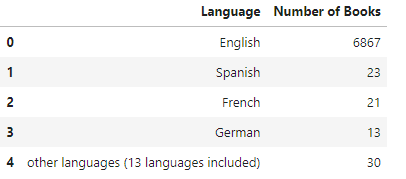 Language Number of Books
0 English 6867
1 Spanish 23
2 French 21
3 German 13
4 other languages (13 languages included) 30